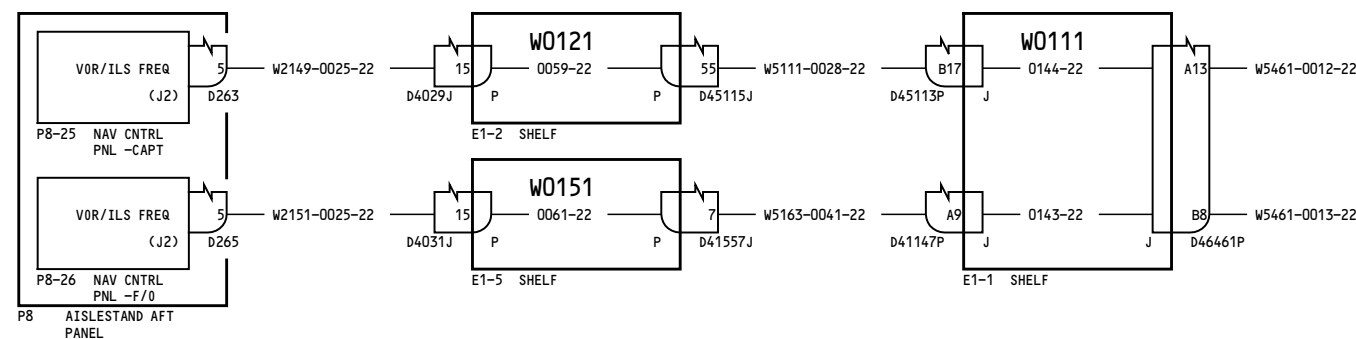 W0121
W0111
VOR/ILS FREQ 5 W2149-0025-22 15 0059-22 55 W5111-0028-22 B17 0144-22 A13 W5461-0012-22
(J2) D263 D4029J P P D45115J D45113P J
P8-25 NAV CNTRL
PNL -CAPT
E1-2 SHELF
W0151
VOR/ILS FREQ 5 W2151-0025-22 15 0061-22 7 W5163-0041-22 A9 0143-22 B8 W5461-0013-22
(J2) D265 D4031J P P D41557J D41147P J J D46461P
P8-26 NAV CNTRL
PNL -F/O
E1-5 SHELF
E1-1 SHELF
P8 AISLESTAND AFT
PANEL